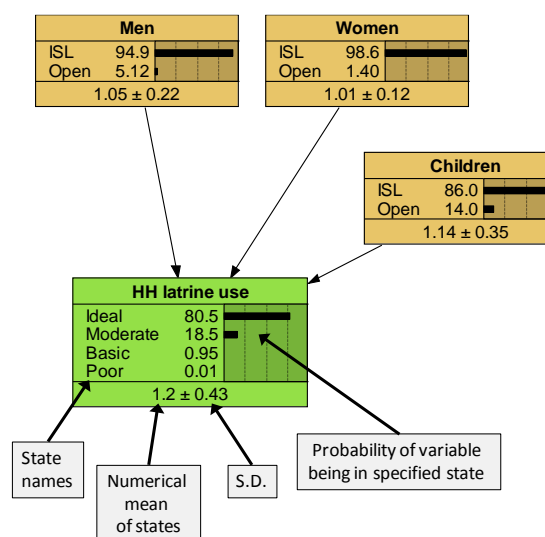 Men
ISL 94.9
Open 5.12
1.05 ± 0.22
Women
ISL 98.6
Open 1.40
1.01 ± 0.12
Children
ISL 86.0
Open 14.0
1.14 ± 0.35
HH latrine use
Ideal 80.5
Moderate 18.5
Basic 0.95
Poor 0.01
1.2 ± 0.43
State
names
Numerical
mean
of states
S.D.
Probability of variable
being in specified state